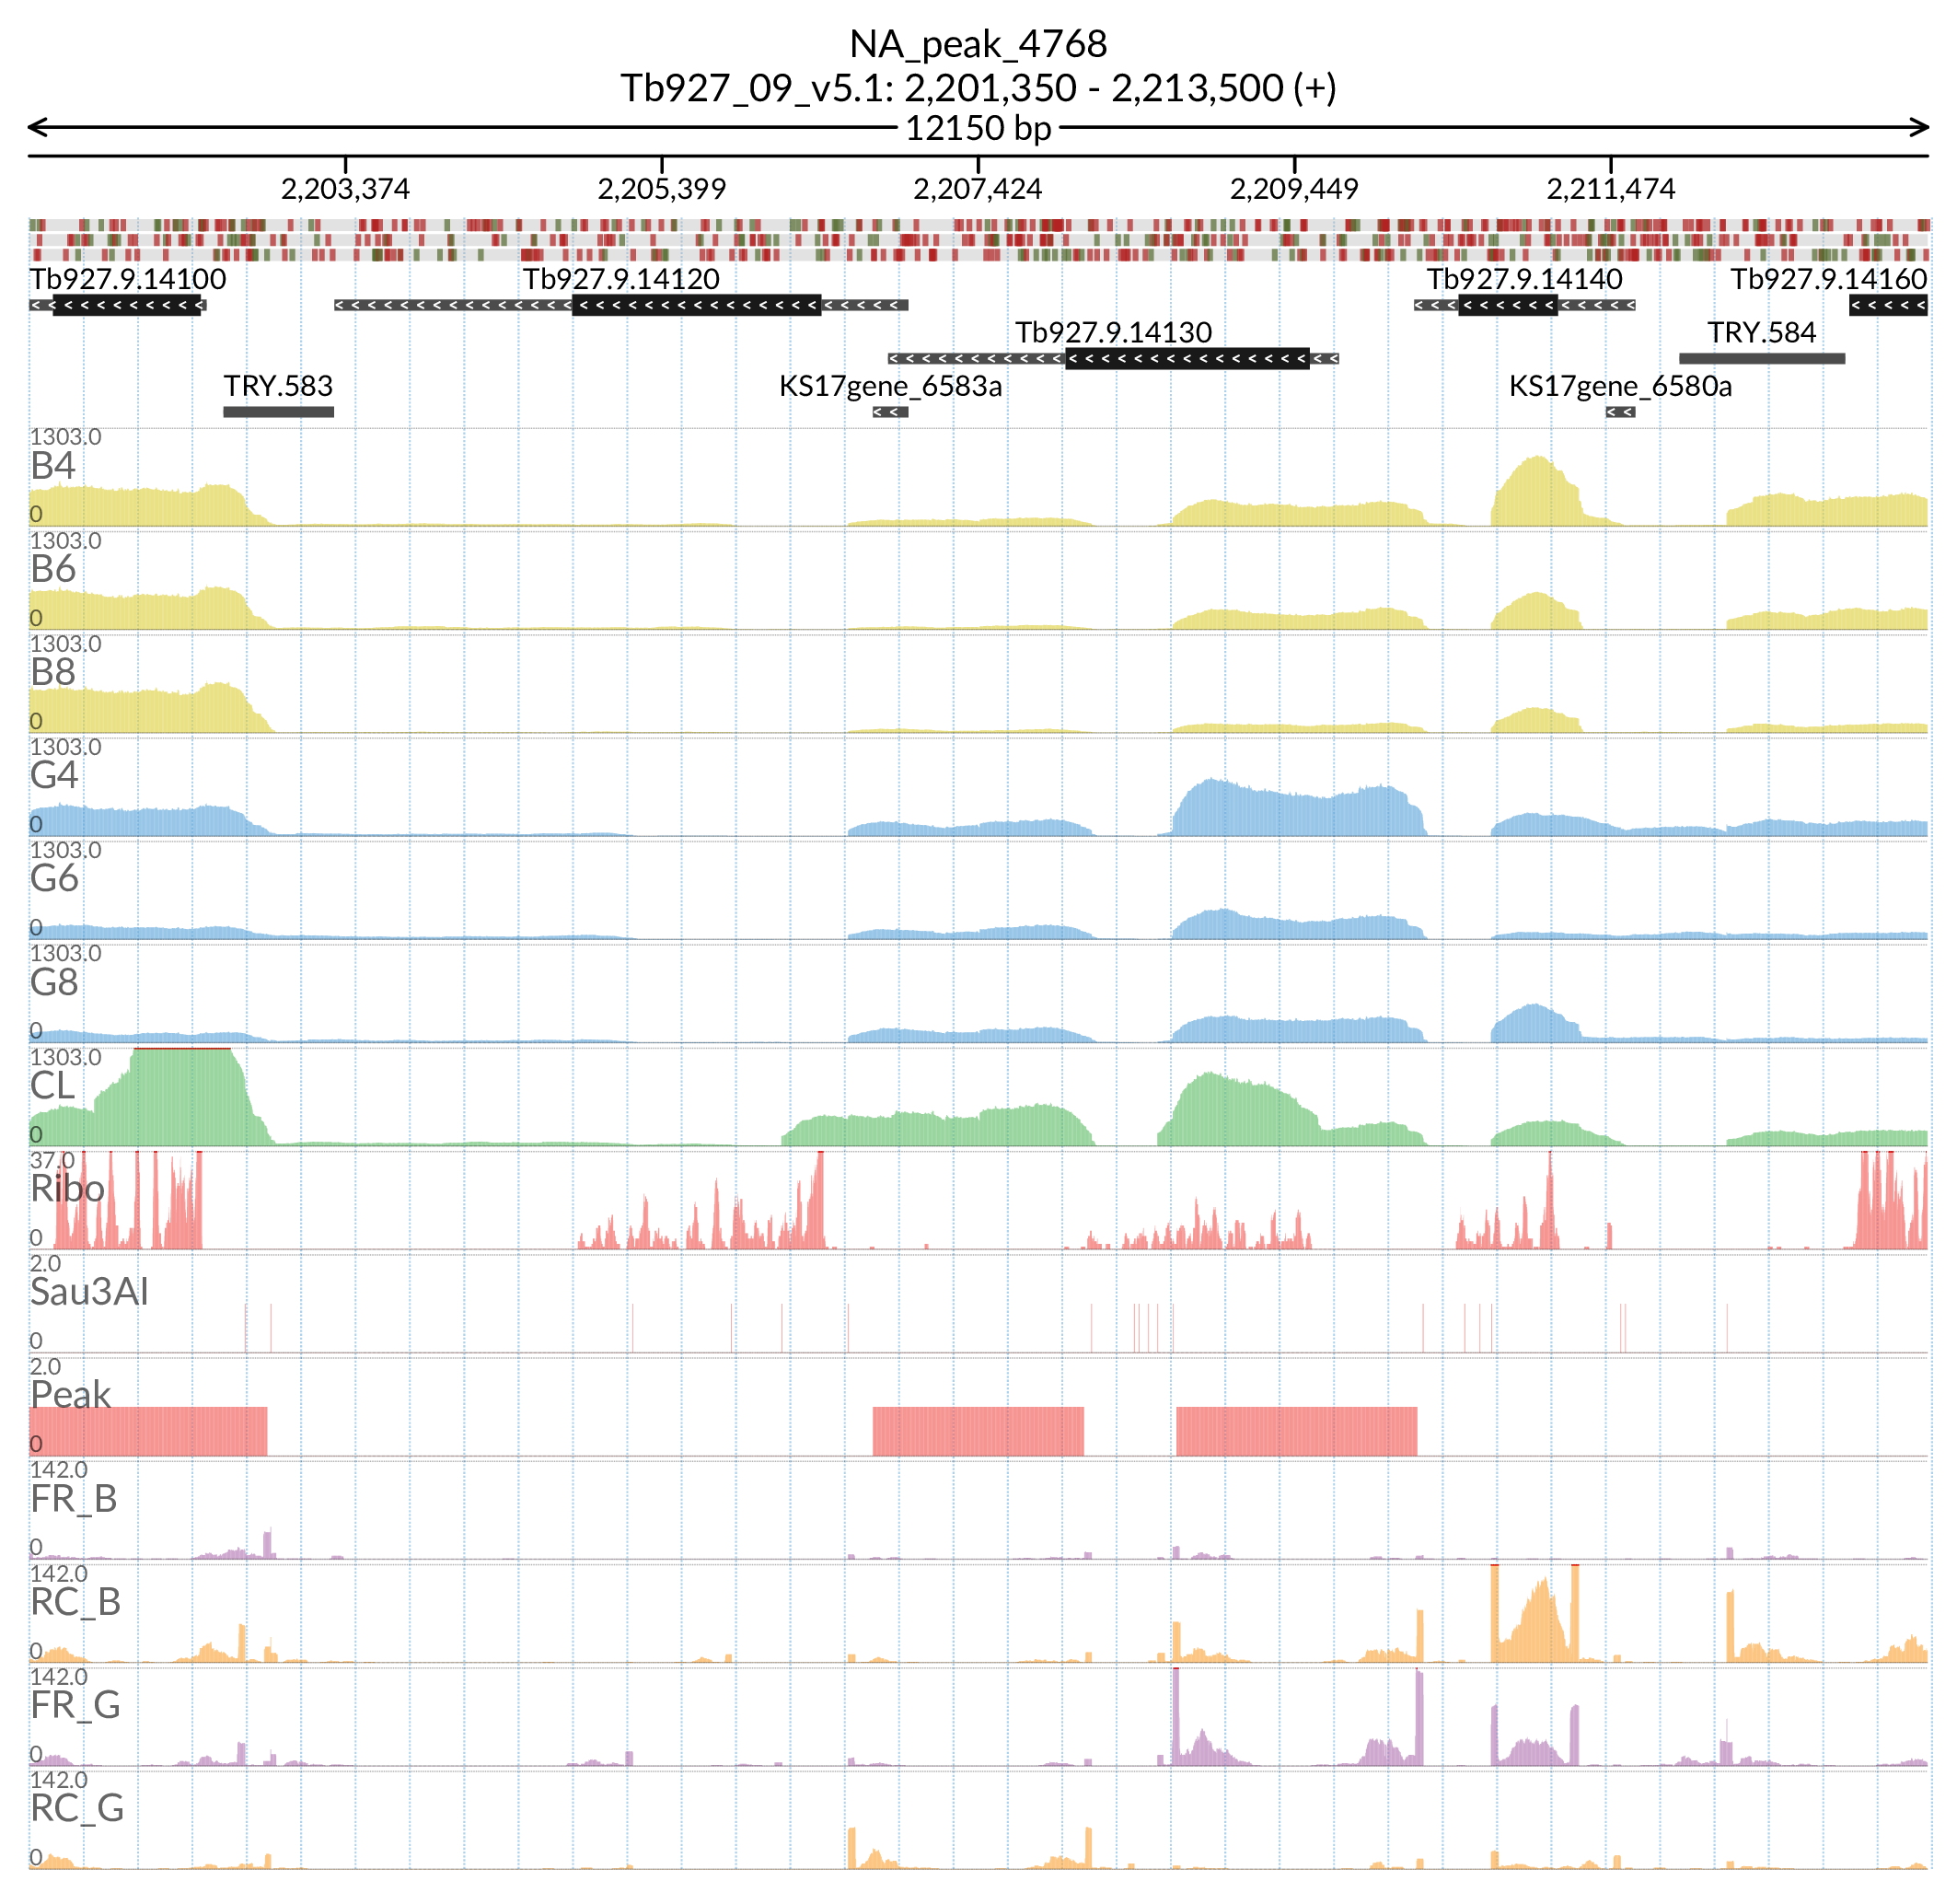 NA_peak_4768
Tb927_09_v5.1: 2,201,350 - 2,213,500 (+)
12150 bp
2,203,374 2,205,399 2,207,424 2,209,449 2,211,474
Tb927.9.14100 Tb927.9.14120 Tb927.9.14140 Tb927.9.14160
Tb927.9.14130 TRY.584
TRY.583 KS17gene_6583a KS17gene_6580a
1303.0
B4
0
1303.0
B6
0
1303.0
B8
0
1303.0
G4
0
1303.0
G6
0
1303.0
G8
0
1303.0
CL
0
37.0
Ribo
0
2.0
Sau3AI
0
2.0
Peak
0
142.0
FR_B
0
142.0
RC_B
0
142.0
FR_G
0
142.0
RC_G
0